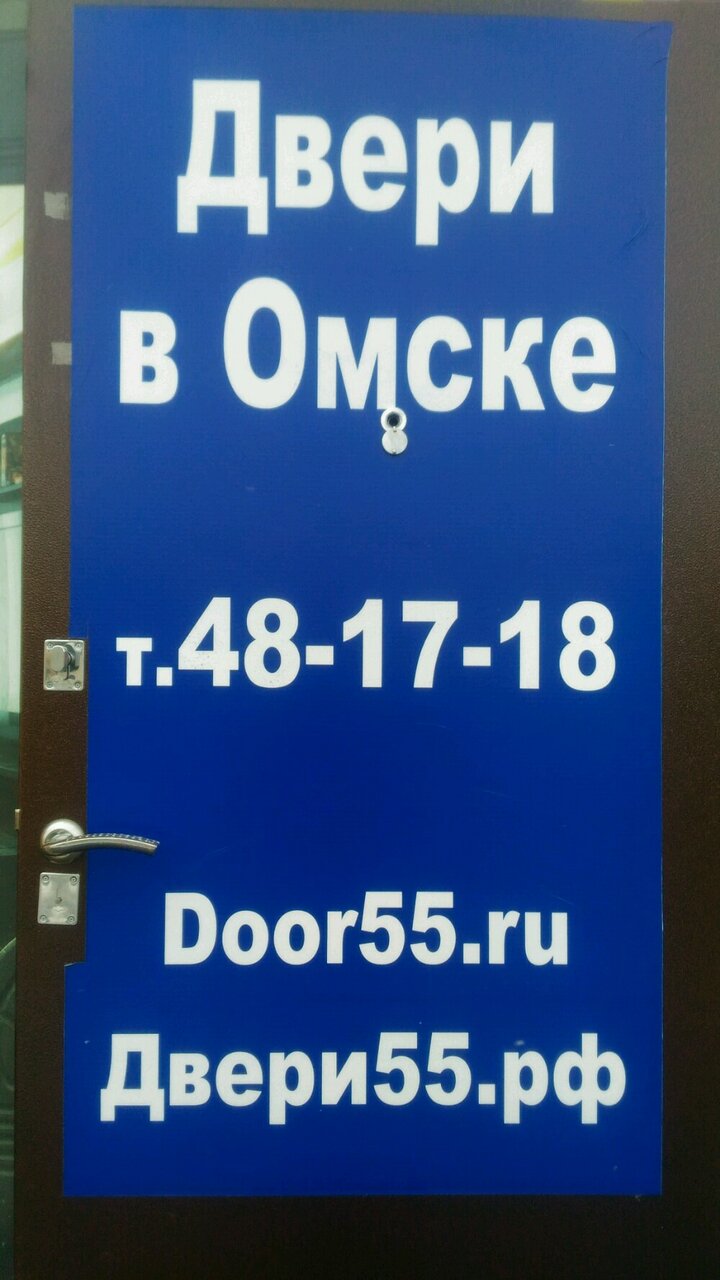 Двери
в Омске
т.48-17-18
Door55.ru
Двери55.рф